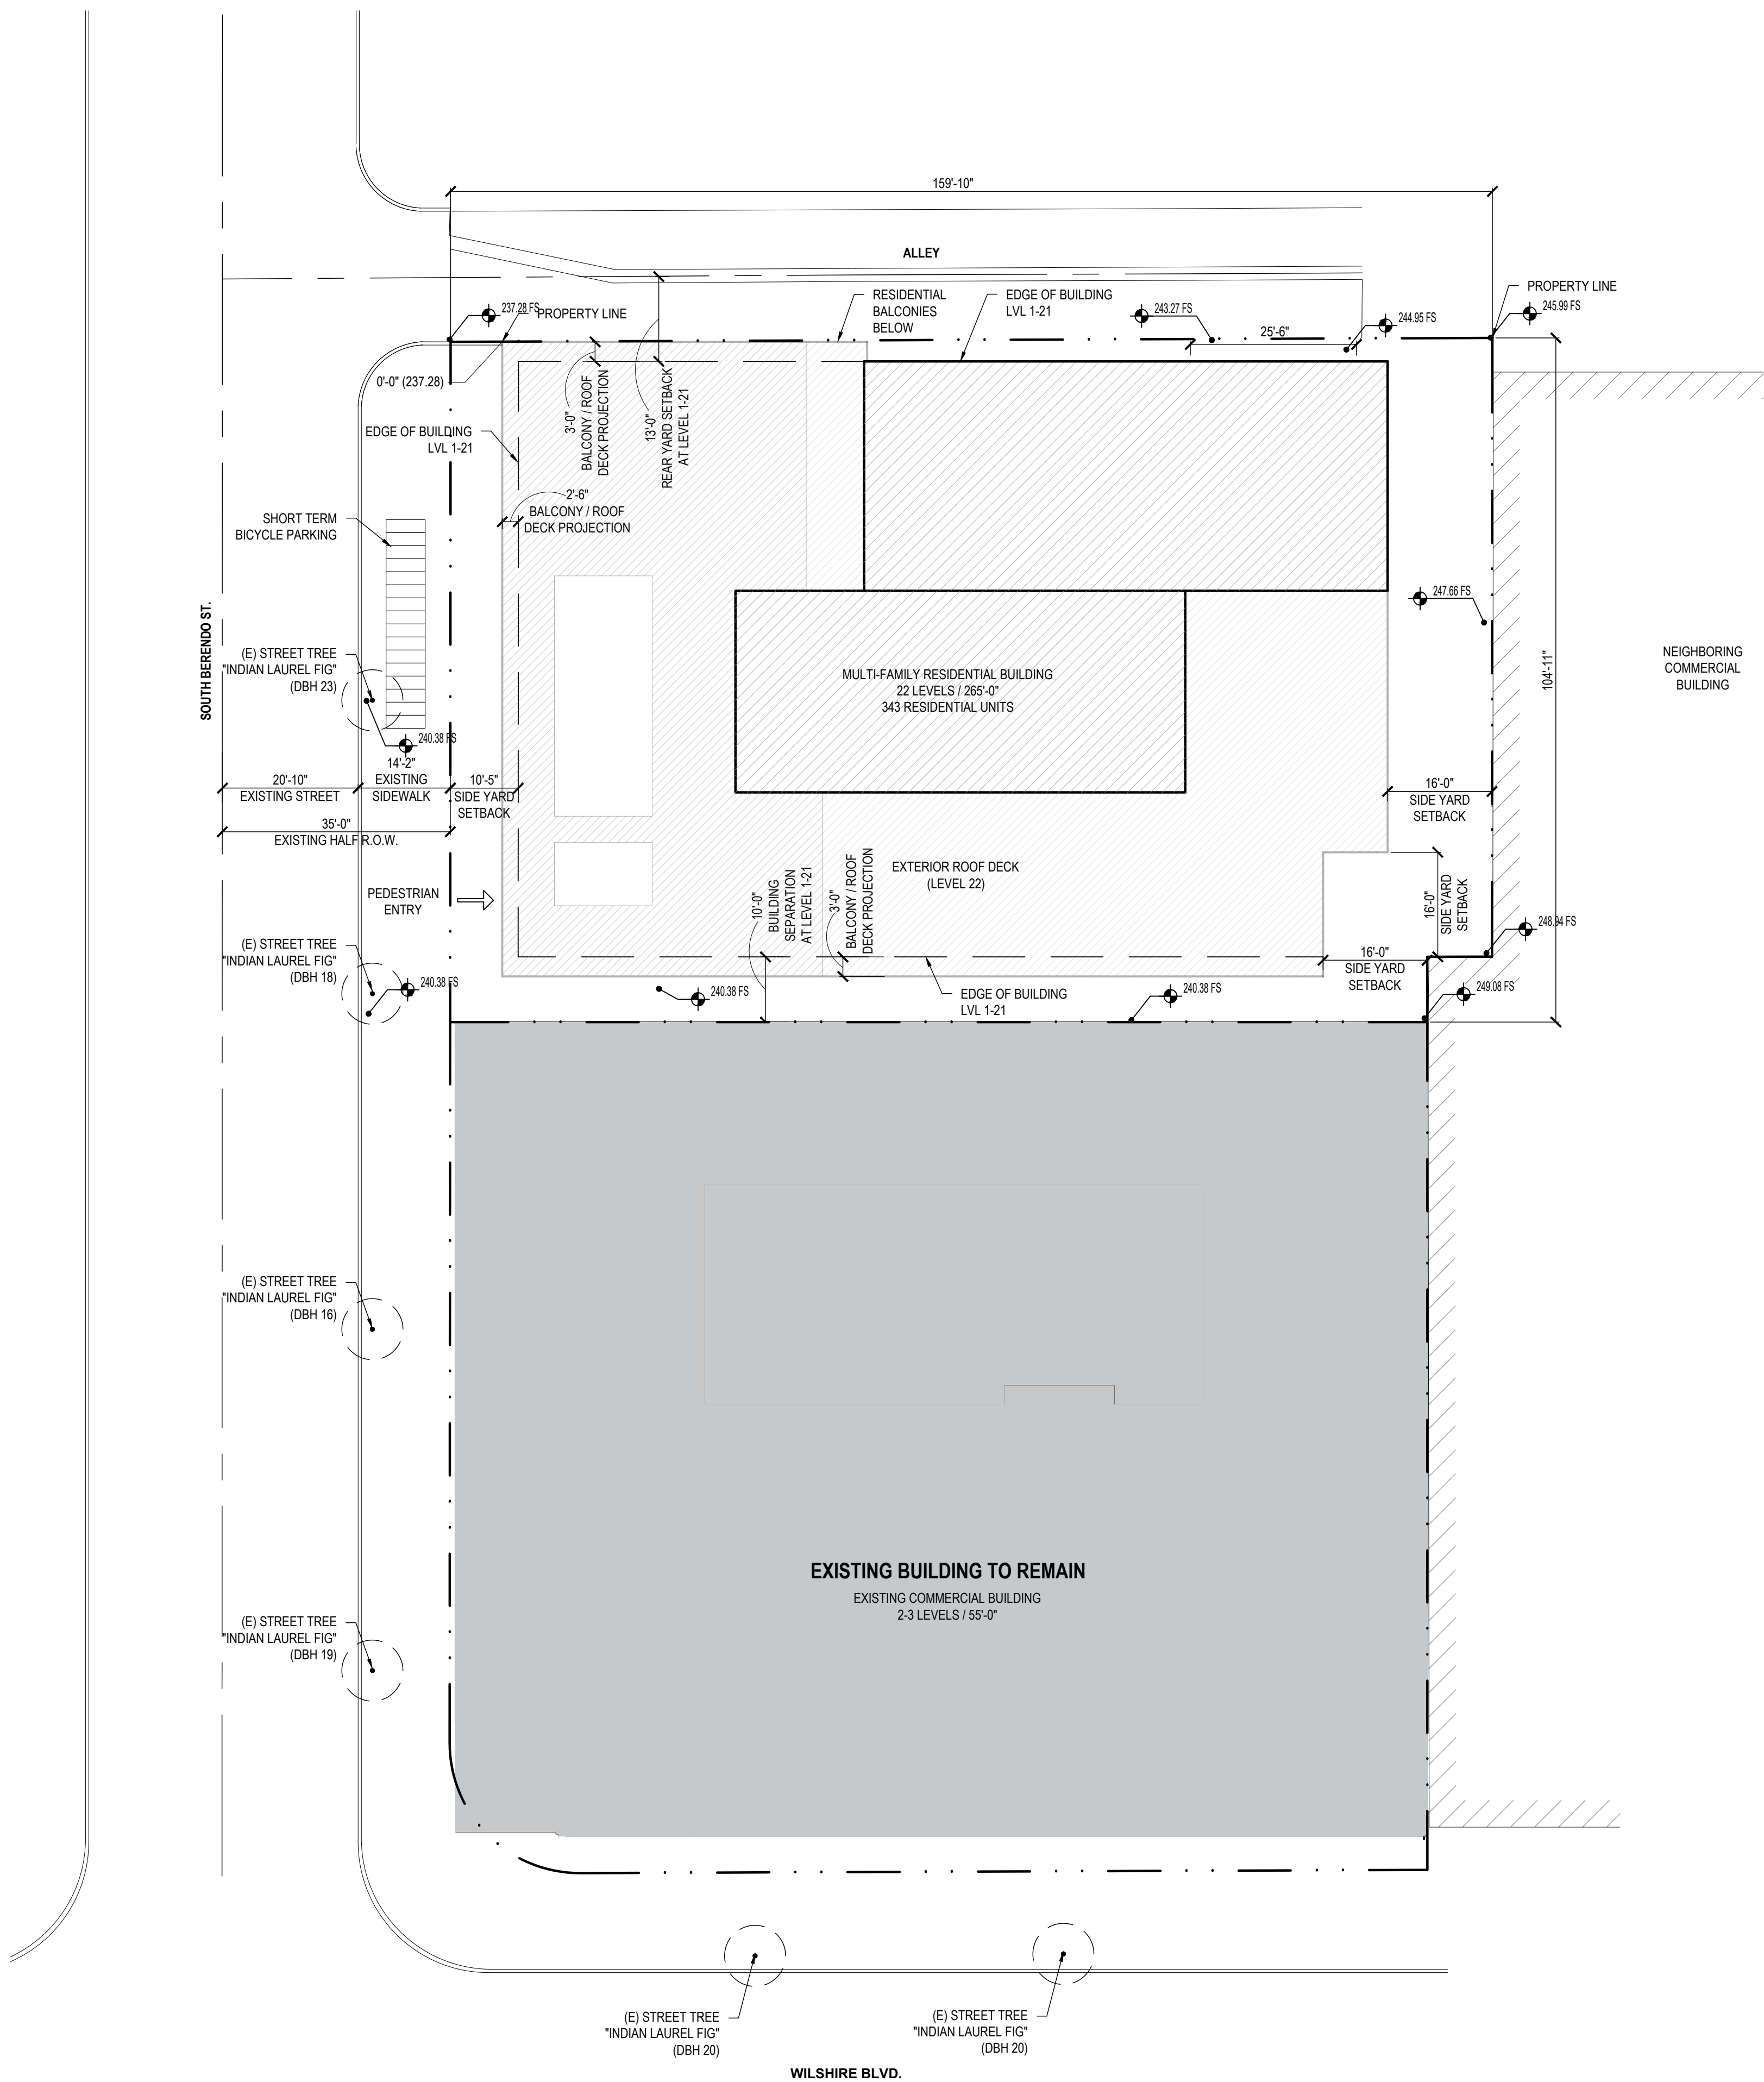 159'-10"
ALLEY
237.28 FS
PROPERTY LINE
RESIDENTIAL
BALCONIES
BELOW
EDGE OF BUILDING
LVL 1-21
243.27 FS
25'-6"
244.95 FS
PROPERTY LINE
245.99 FS
0'-0" (237.28)
3'-0"
BALCONY / ROOF
DECK PROJECTION
13'-0"
REAR YARD SETBACK
AT LEVEL 1-21
EDGE OF BUILDING
LVL 1-21
2'-6"
BALCONY / ROOF
DECK PROJECTION
SHORT TERM
BICYCLE PARKING
SOUTH BERENDO ST.
247.66 FS
(E) STREET TREE
"INDIAN LAUREL FIG"
(DBH 23)
MULTI-FAMILY RESIDENTIAL BUILDING
22 LEVELS / 265'-0"
343 RESIDENTIAL UNITS
104'-11"
NEIGHBORING
COMMERCIAL
BUILDING
240.38 FS
20'-10"
EXISTING STREET
14'-2"
EXISTING
SIDEWALK
10'-5"
SIDE YARD
SETBACK
16'-0"
SIDE YARD
SETBACK
35'-0"
EXISTING HALF R.O.W.
PEDESTRIAN
ENTRY
EXTERIOR ROOF DECK
(LEVEL 22)
10'-0"
BUILDING
SEPARATION
AT LEVEL 1-21
3'-0"
BALCONY / ROOF
DECK PROJECTION
16'-0"
SIDE YARD
SETBACK
248.94 FS
(E) STREET TREE
"INDIAN LAUREL FIG"
(DBH 18)
240.38 FS
240.38 FS
EDGE OF BUILDING
LVL 1-21
240.38 FS
16'-0"
SIDE YARD
SETBACK
249.08 FS
(E) STREET TREE
"INDIAN LAUREL FIG"
(DBH 16)
EXISTING BUILDING TO REMAIN
EXISTING COMMERCIAL BUILDING
2-3 LEVELS / 55'-0"
(E) STREET TREE
"INDIAN LAUREL FIG"
(DBH 19)
(E) STREET TREE
"INDIAN LAUREL FIG"
(DBH 20)
(E) STREET TREE
"INDIAN LAUREL FIG"
(DBH 20)
WILSHIRE BLVD.